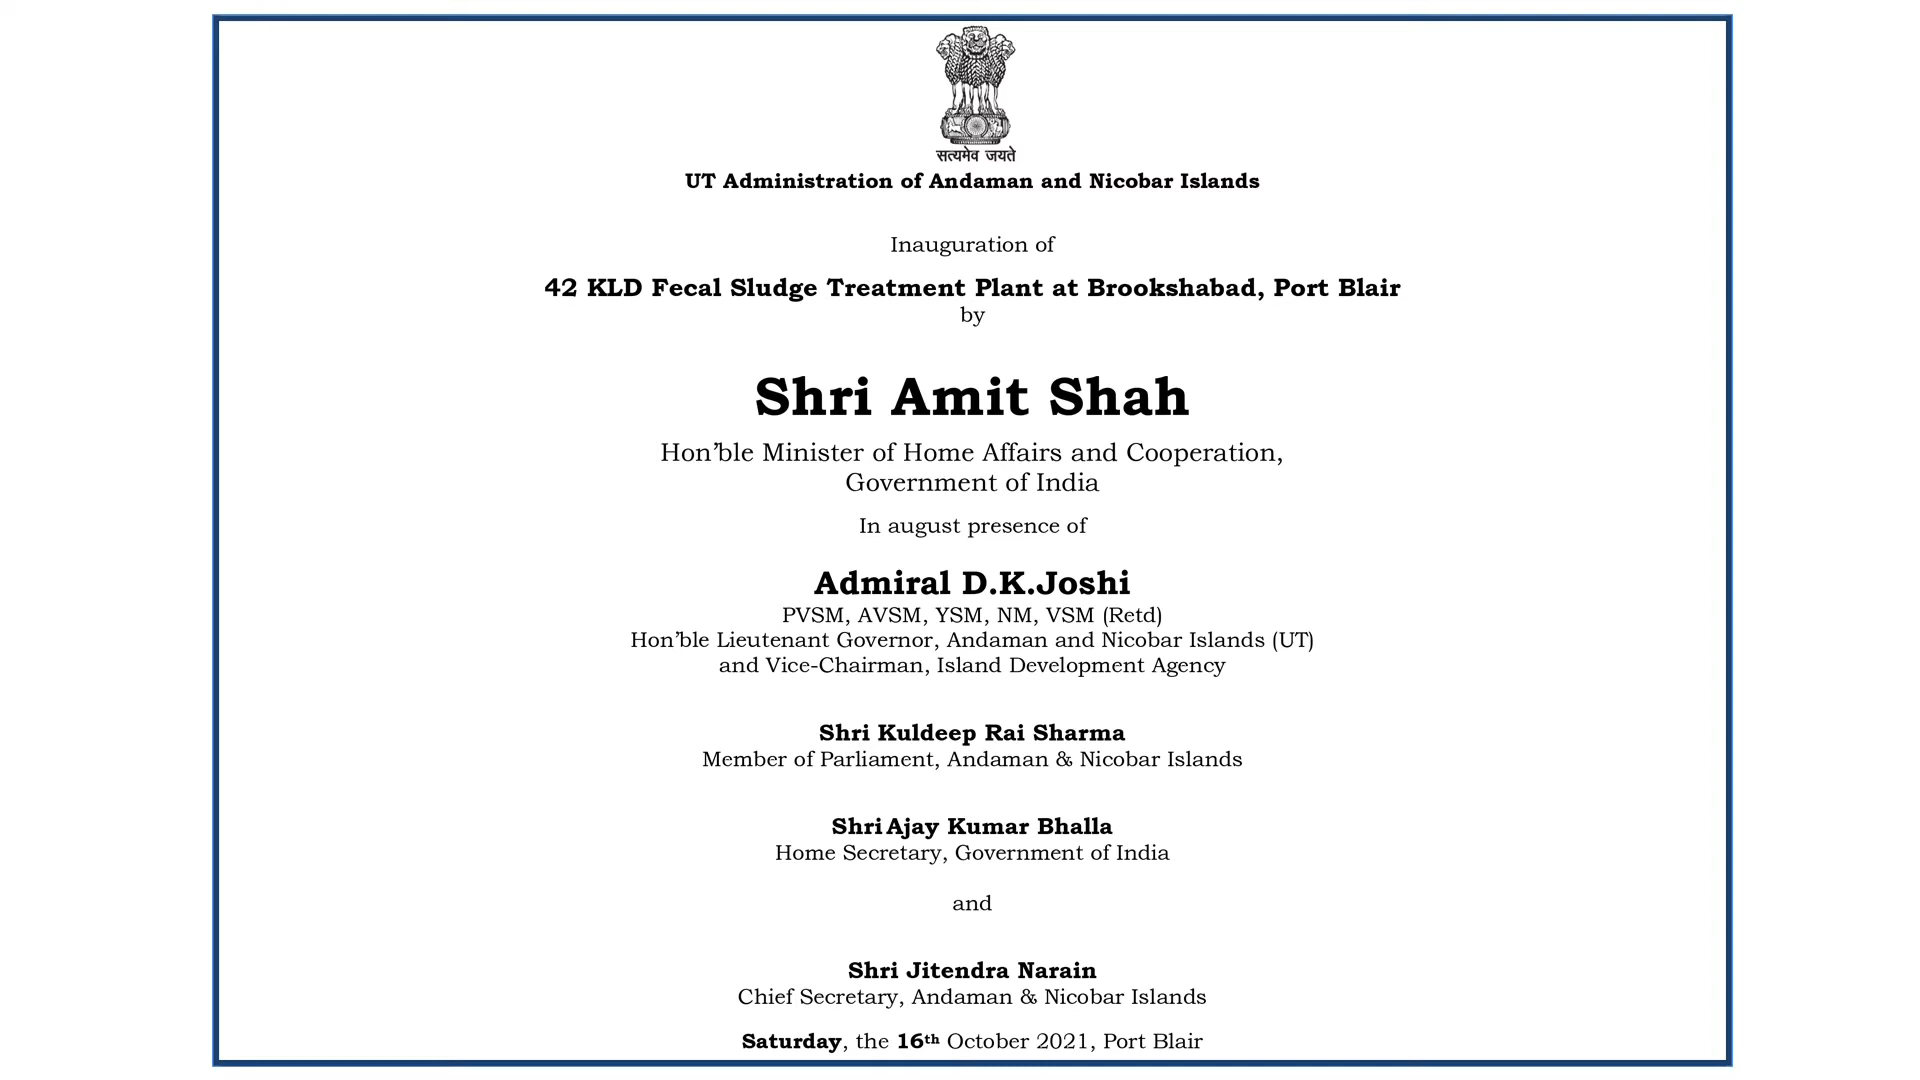 सत्यमेव जयते
UT Administration of Andaman and Nicobar Islands
Inauguration of
42 KLD Fecal Sludge Treatment Plant at Brookshabad, Port Blair
by
Shri Amit Shah
Hon’ble Minister of Home Affairs and Cooperation,
Government of India
In august presence of
Admiral D.K.Joshi
PVSM, AVSM, YSM, NM, VSM (Retd)
Hon’ble Lieutenant Governor, Andaman and Nicobar Islands (UT)
and Vice-Chairman, Island Development Agency
Shri Kuldeep Rai Sharma
Member of Parliament, Andaman & Nicobar Islands
Shri Ajay Kumar Bhalla
Home Secretary, Government of India
and
Shri Jitendra Narain
Chief Secretary, Andaman & Nicobar Islands
Saturday, the 16th October 2021, Port Blair